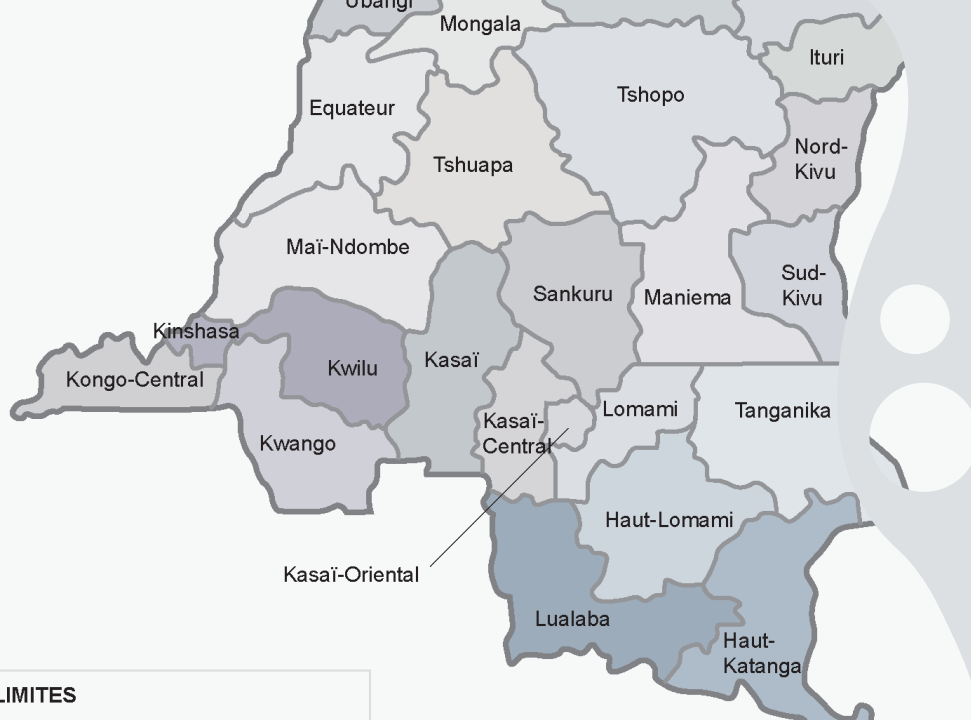 Ubangi
Mongala
Ituri
Tshopo
Equateur
Nord-
Kivu
Tshuapa
Maï-Ndombe
Sud-
Kivu
Sankuru
Maniema
Kinshasa
Kasaï
Kwilu
Kongo-Central
Lomami
Tanganika
Kasaï-
Central
Kwango
Haut-Lomami
Kasaï-Oriental
Lualaba
Haut-
Katanga
LIMITES